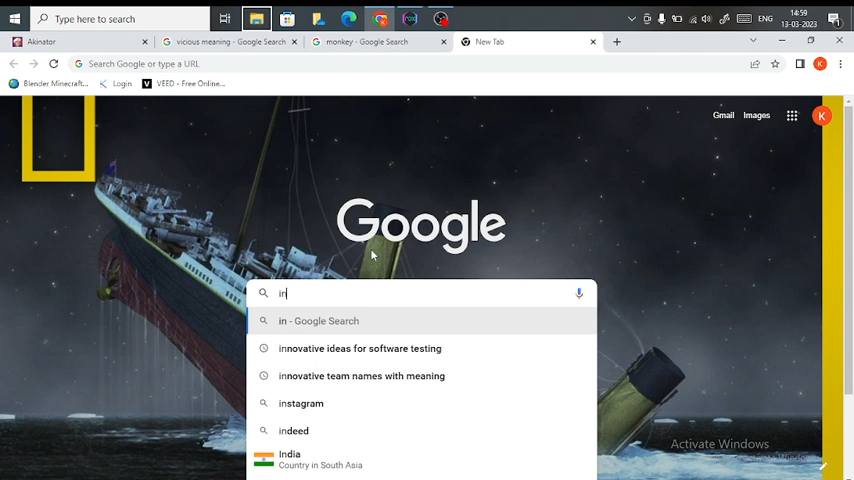 Type here to search
ENG
14:59
13-03-2023
1
Akinator
vicious meaning - Google Search
monkey - Google Search
New Tab
Search Google or type a URL
K
Blender Minecraft...
Login
V
VEED - Free Online...
Gmail
Images
K
Google
in
in - Google Search
innovative ideas for software testing
innovative team names with meaning
instagram
indeed
India
Country in South Asia
Activate Windows